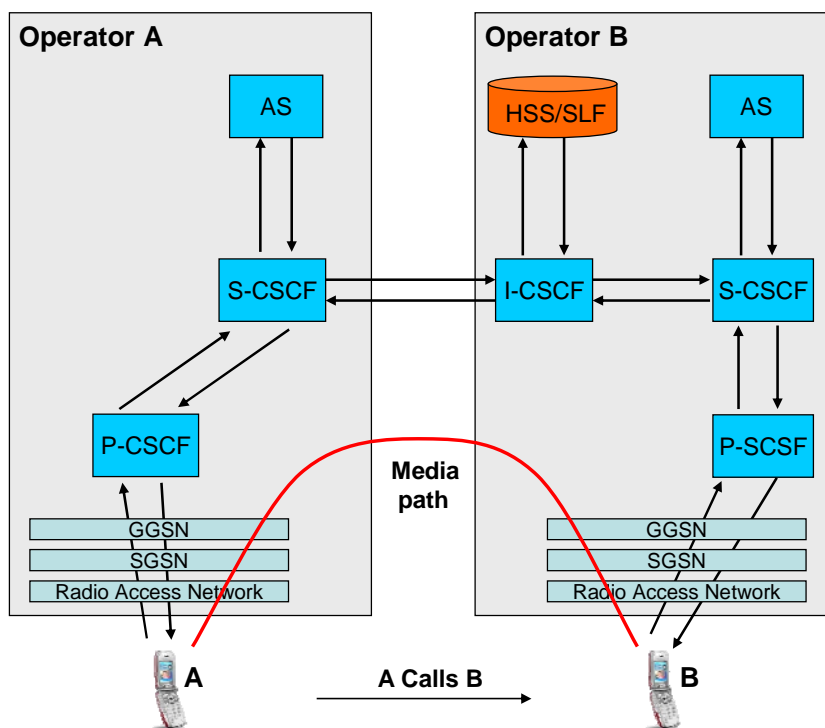 Operator A
Operator B
AS
HSS/SLF
AS
S-CSCF
I-CSCF
S-CSCF
P-CSCF
P-SCSF
Media
path
GGSN
GGSN
SGSN
SGSN
Radio Access Network
Radio Access Network
A
A Calls B
B